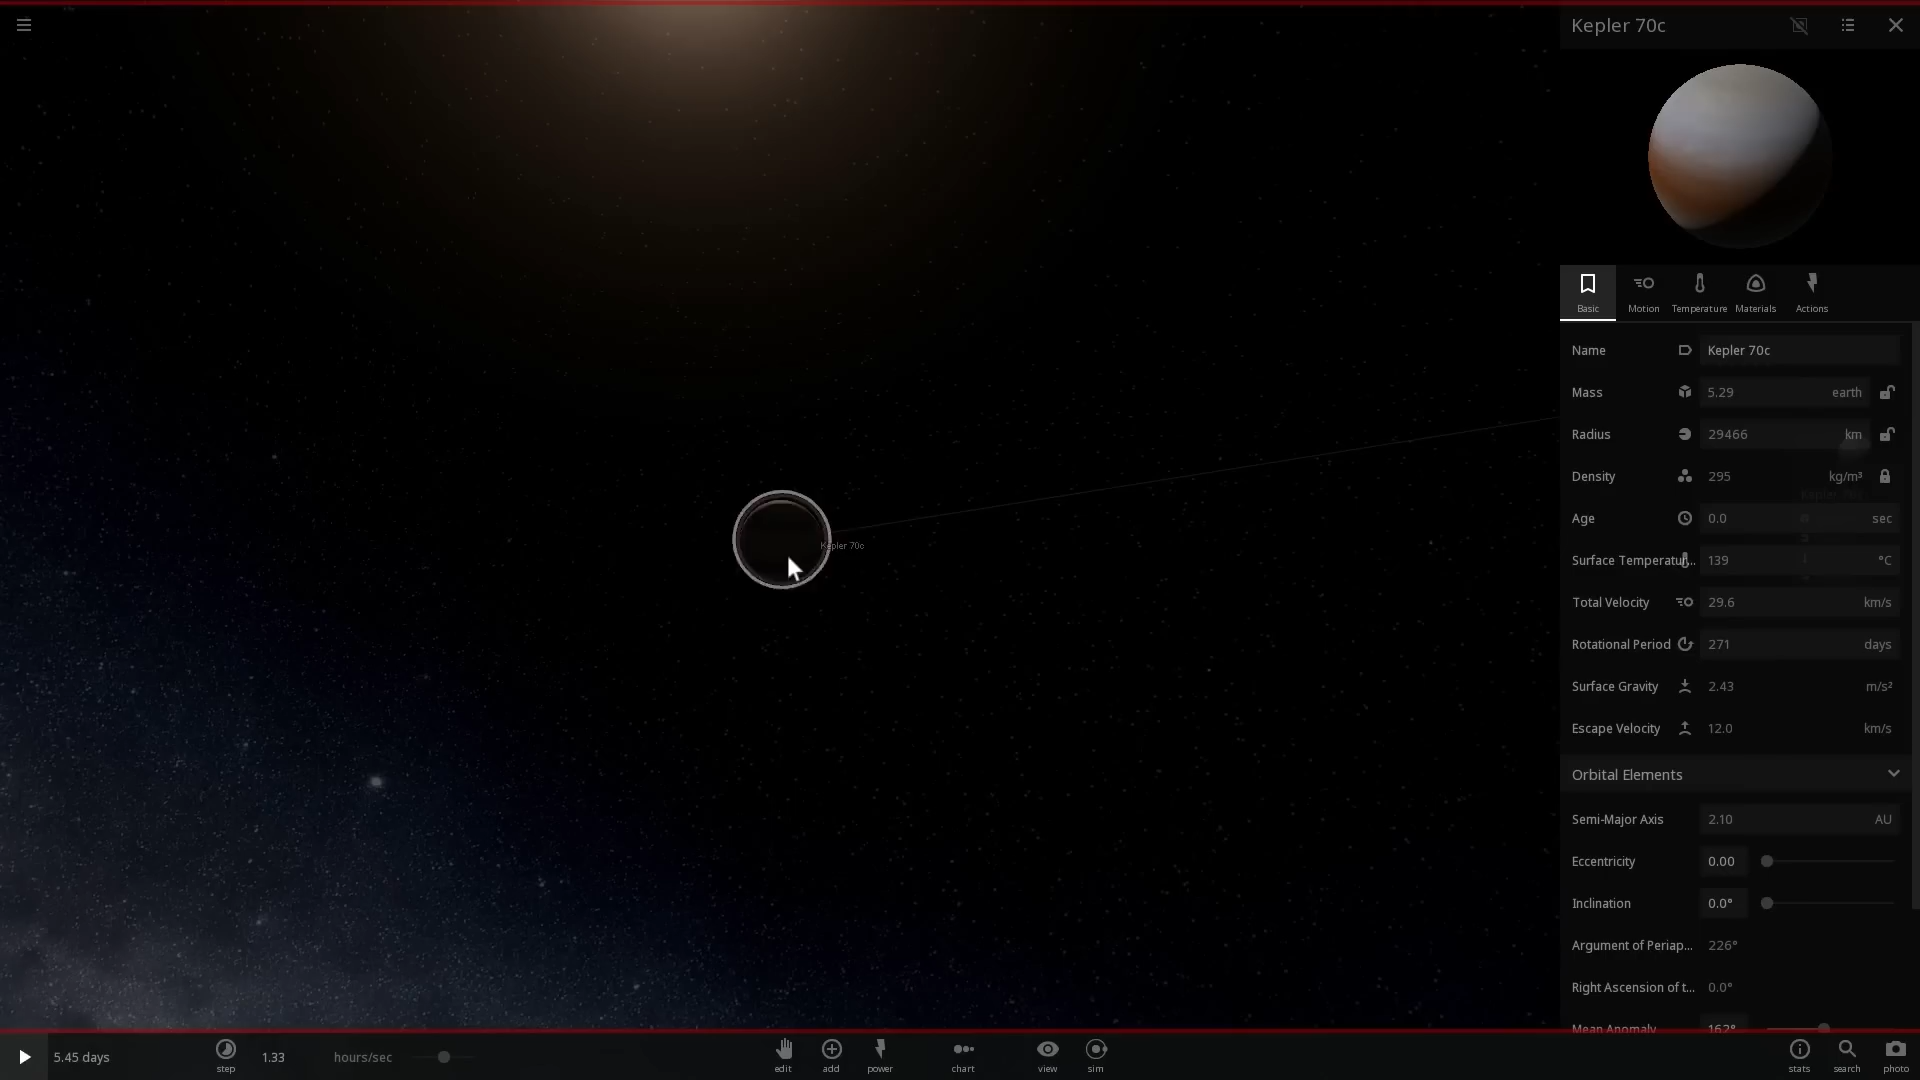 Kepler 70c
Basic
Motion
Temperature
Materials
Actions
Name Kepler 70c
Mass 5.29 earth
Radius 29466 km
Density 295 kg/m³
Age 0.0 sec
Surface Temperatur... 139 °C
Total Velocity 29.6 km/s
Rotational Period 271 days
Surface Gravity 2.43 m/s²
Escape Velocity 12.0 km/s
Orbital Elements
Semi-Major Axis 2.10 AU
Eccentricity 0.00
Inclination 0.0°
Argument of Periap... 226°
Right Ascension of t... 0.0°
Mean Anomaly 162°
Kepler 70c
5.45 days
step
1.33 hours/sec
edit
add
power
chart
view
sim
stats
search
photo